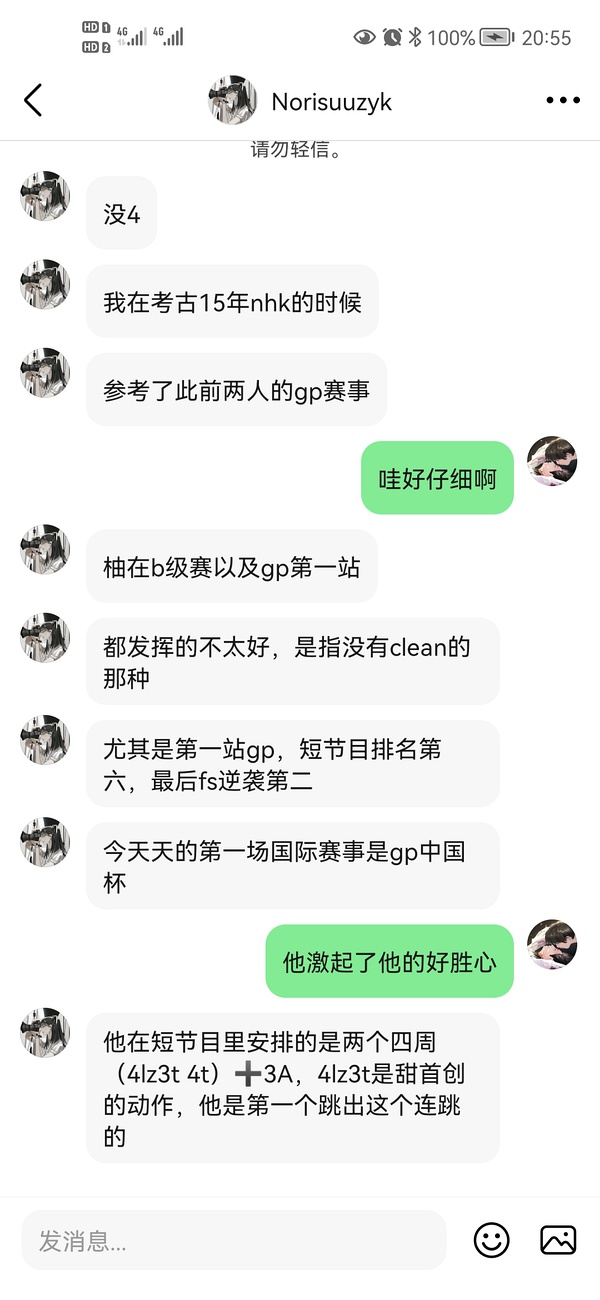 HD 1
HD 2
4G
4G
100%
20:55
Norisuuzyk
请勿轻信。
没4
我在考古15年nhk的时候
参考了此前两人的gp赛事
哇好仔细啊
柚在b级赛以及gp第一站
都发挥的不太好，是指没有clean的
那种
尤其是第一站gp，短节目排名第
六，最后fs逆袭第二
今天天的第一场国际赛事是gp中国
杯
他激起了他的好胜心
他在短节目里安排的是两个四周
（4lz3t 4t）➕3A，4lz3t是甜首创
的动作，他是第一个跳出这个连跳
的
发消息...